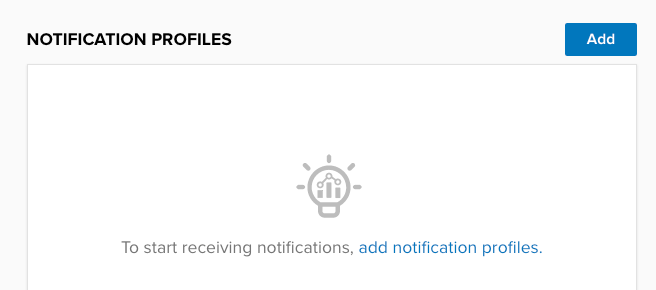 NOTIFICATION PROFILES
Add
To start receiving notifications, add notification profiles.